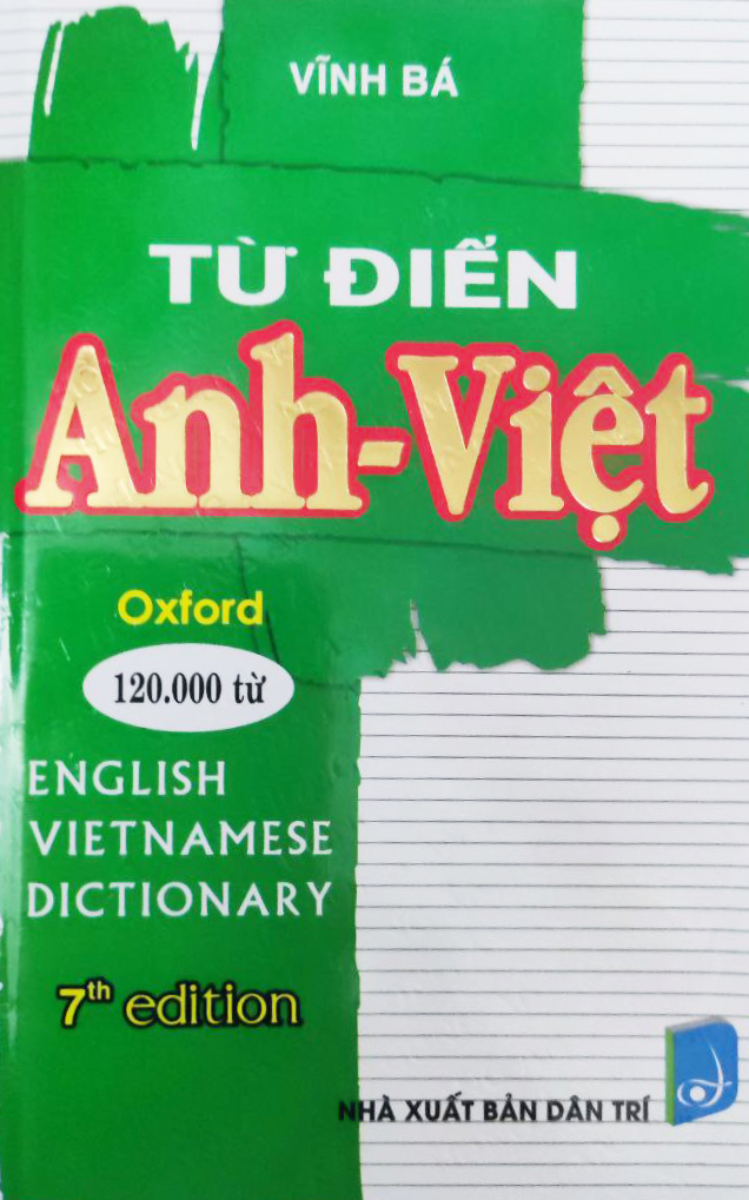 VĨNH BÁ
TỪ ĐIỂN
Anh-Việt
Oxford
120.000 từ
ENGLISH
VIETNAMESE
DICTIONARY
7th edition
NHÀ XUẤT BẢN DÂN TRÍ